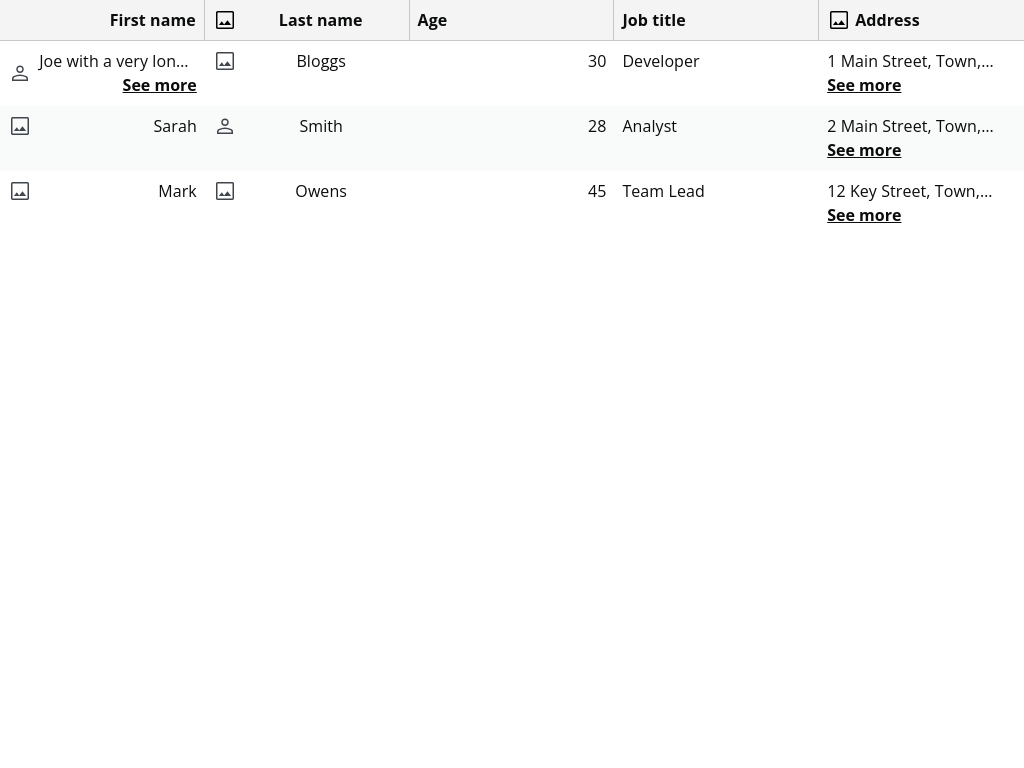 First name Last name Age Job title Address
Joe with a very lon... Bloggs 30 Developer 1 Main Street, Town,...
See more See more
Sarah Smith 28 Analyst 2 Main Street, Town,...
See more
Mark Owens 45 Team Lead 12 Key Street, Town,...
See more